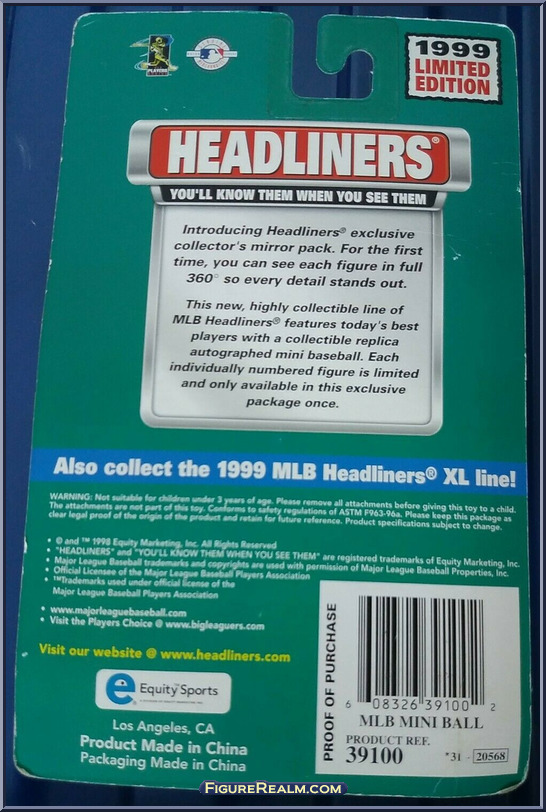 PLAYERS CHOICE
1999
LIMITED
EDITION
HEADLINERS®
YOU'LL KNOW THEM WHEN YOU SEE THEM
Introducing Headliners® exclusive
collector's mirror pack. For the first
time, you can see each figure in full
360° so every detail stands out.
This new, highly collectible line of
MLB Headliners® features today's best
players with a collectible replica
autographed mini baseball. Each
individually numbered figure is limited
and only available in this exclusive
package once.
Also collect the 1999 MLB Headliners® XL line!
WARNING: Not suitable for children under 3 years of age. Please remove all attachments before giving this toy to a child.
The attachments are not part of this toy. Conforms to safety regulations of ASTM F963-96a. Please keep this package as
clear legal proof of the origin of the product and retain for future reference. Product specifications subject to change.
• © and ™ 1998 Equity Marketing, Inc. All Rights Reserved
• "HEADLINERS" and "YOU'LL KNOW THEM WHEN YOU SEE THEM" are registered trademarks of Equity Marketing, Inc.
• Major League Baseball trademarks and copyrights are used with permission of Major League Baseball Properties, Inc.
• Official Licensee of the Major League Baseball Players Association
• ™Trademarks used under official license of the
Major League Baseball Players Association
• www.majorleaguebaseball.com
• Visit the Players Choice @ www.bigleaguers.com
Visit our website @ www.headliners.com
e Equity™Sports
Los Angeles, CA
Product Made in China
Packaging Made in China
PROOF OF PURCHASE
6 08326 39100 2
MLB MINI BALL
PRODUCT REF.
39100 *31 - 20568
FigureRealm.com